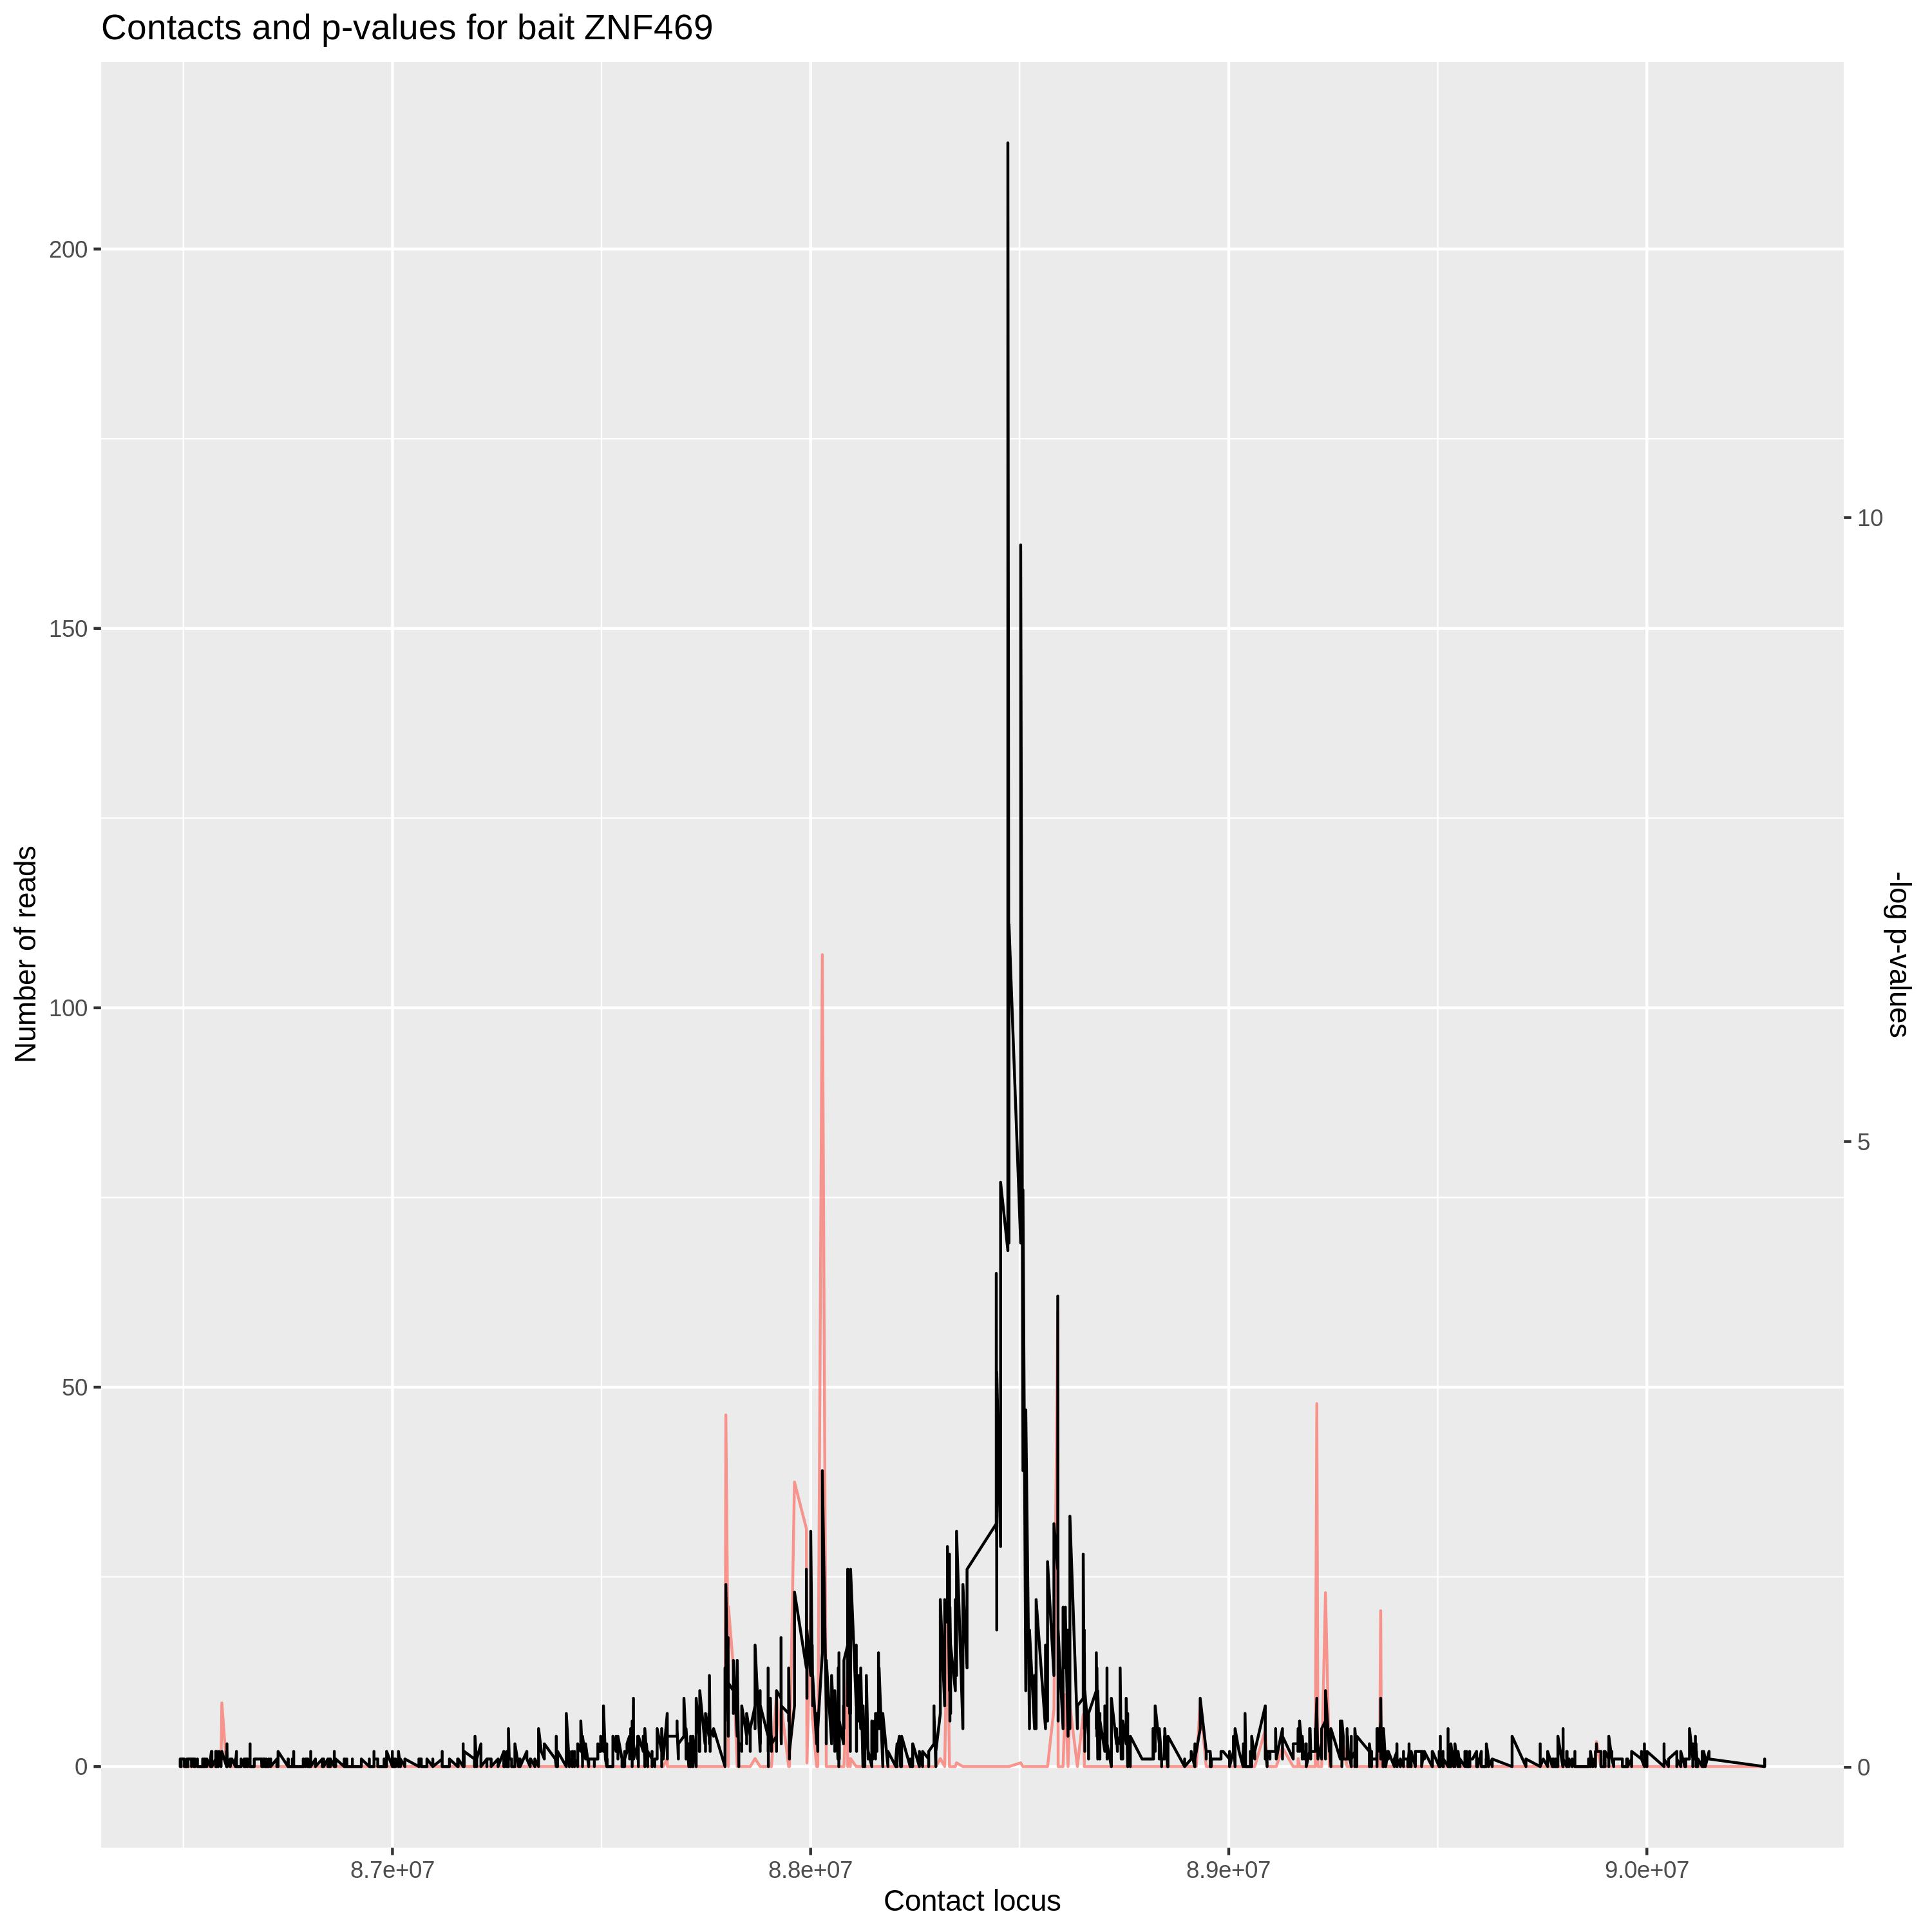 Contacts and p-values for bait ZNF469
200
150
100
50
0
10
5
0
Number of reads
-log p-values
8.7e+07 8.8e+07 8.9e+07 9.0e+07
Contact locus